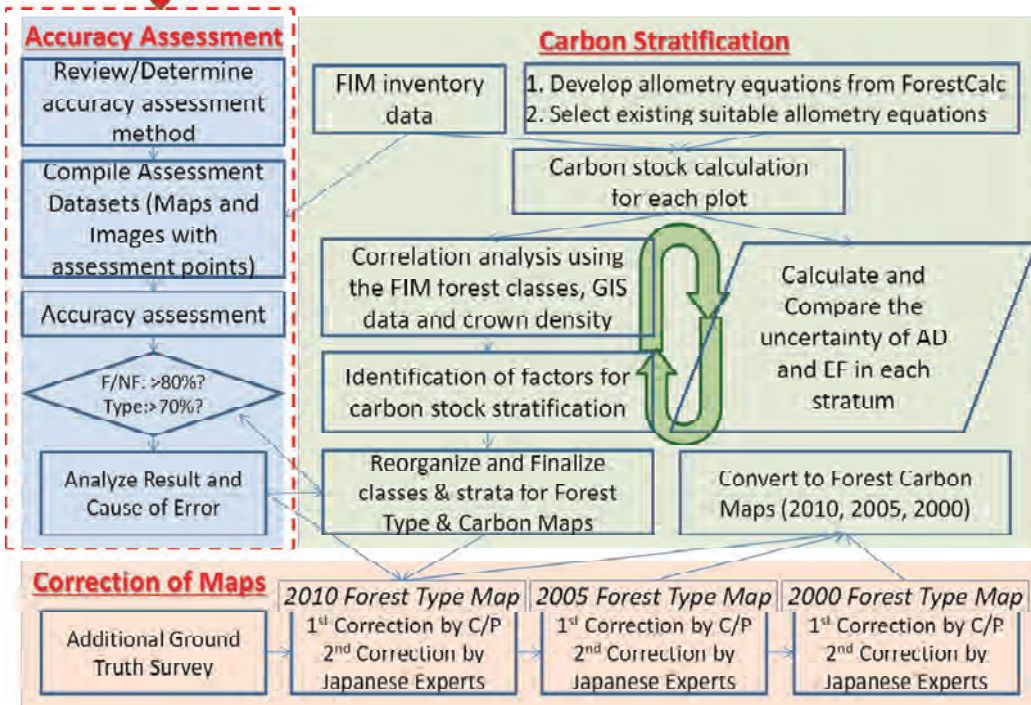 Accuracy Assessment
Review/Determine
accuracy assessment
method
Compile Assessment
Datasets (Maps and
Images with
assessment points)
Accuracy assessment
F/NF: >80%?
Type:>70%?
Analyze Result and
Cause of Error
Carbon Stratification
FIM inventory
data
1. Develop allometry equations from ForestCalc
2. Select existing suitable allometry equations
Carbon stock calculation
for each plot
Correlation analysis using
the FIM forest classes, GIS
data and crown density
Identification of factors for
carbon stock stratification
Reorganize and Finalize
classes & strata for Forest
Type & Carbon Maps
Calculate and
Compare the
uncertainty of AD
and EF in each
stratum
Convert to Forest Carbon
Maps (2010, 2005, 2000)
Correction of Maps
Additional Ground
Truth Survey
2010 Forest Type Map
1st Correction by C/P
2nd Correction by
Japanese Experts
2005 Forest Type Map
1st Correction by C/P
2nd Correction by
Japanese Experts
2000 Forest Type Map
1st Correction by C/P
2nd Correction by
Japanese Experts